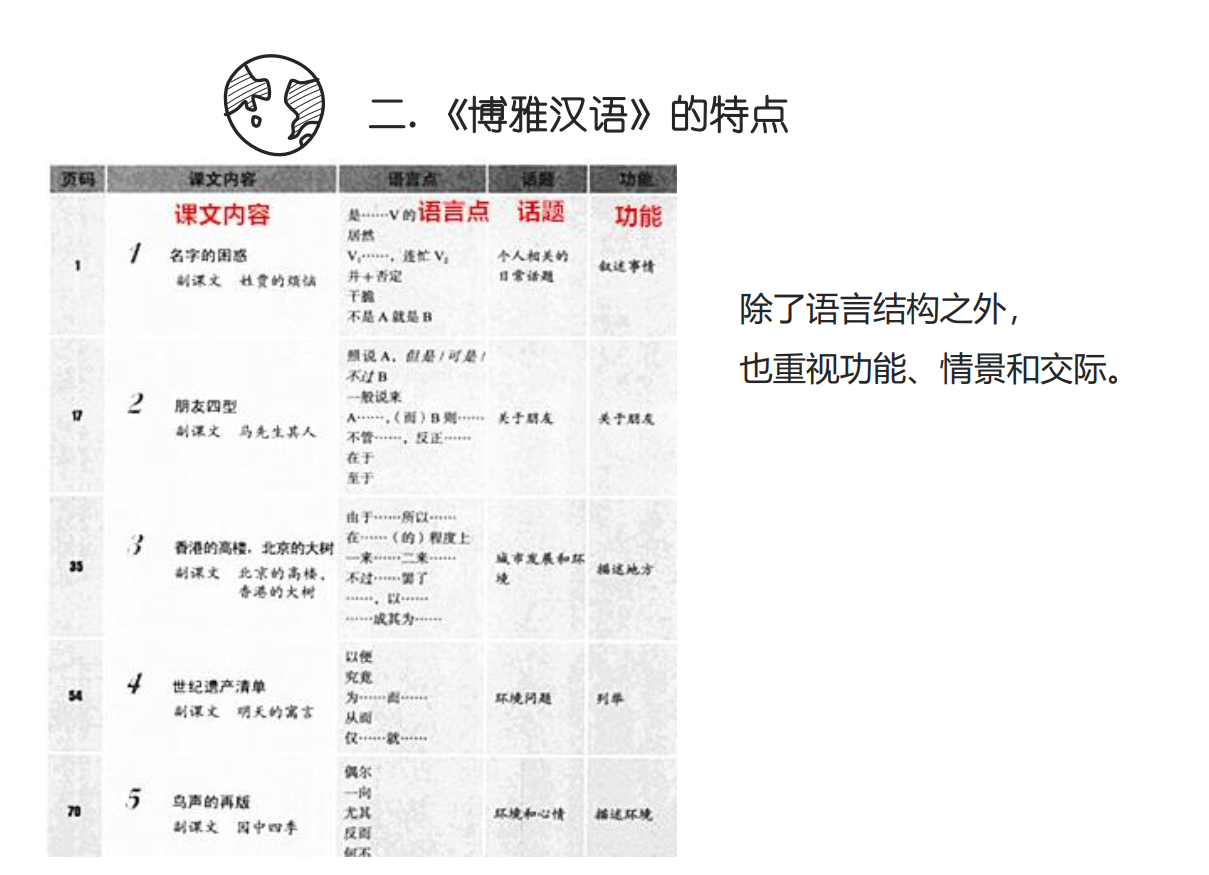 二.《博雅汉语》的特点
页码 课文内容 语言点 话题 功能
课文内容 语言点 话题 功能
1
1 名字的困惑
副课文 姓贾的烦恼
是……V 的
居然
V₁……，连忙 V₂
并＋否定
干脆
不是 A 就是 B
个人相关的
日常话题
叙述事情
17
2 朋友四型
副课文 马先生其人
照说 A，但是/可是/
不过 B
一般说来
A……，（而）B 则……
不管……，反正……
在于
至于
关于朋友
关于朋友
35
3 香港的高楼，北京的大树
副课文 北京的高楼，
香港的大树
由于……所以……
在……（的）程度上
一来……二来……
不过……罢了
……，以……
……成其为……
城市发展和环
境
描述地方
54
4 世纪遗产清单
副课文 明天的寓言
以便
究竟
为……而……
从而
仅……就……
环境问题
列举
70
5 鸟声的再版
副课文 园中四季
偶尔
一向
尤其
反而
何不
环境和心情
描述环境
除了语言结构之外，
也重视功能、情景和交际。